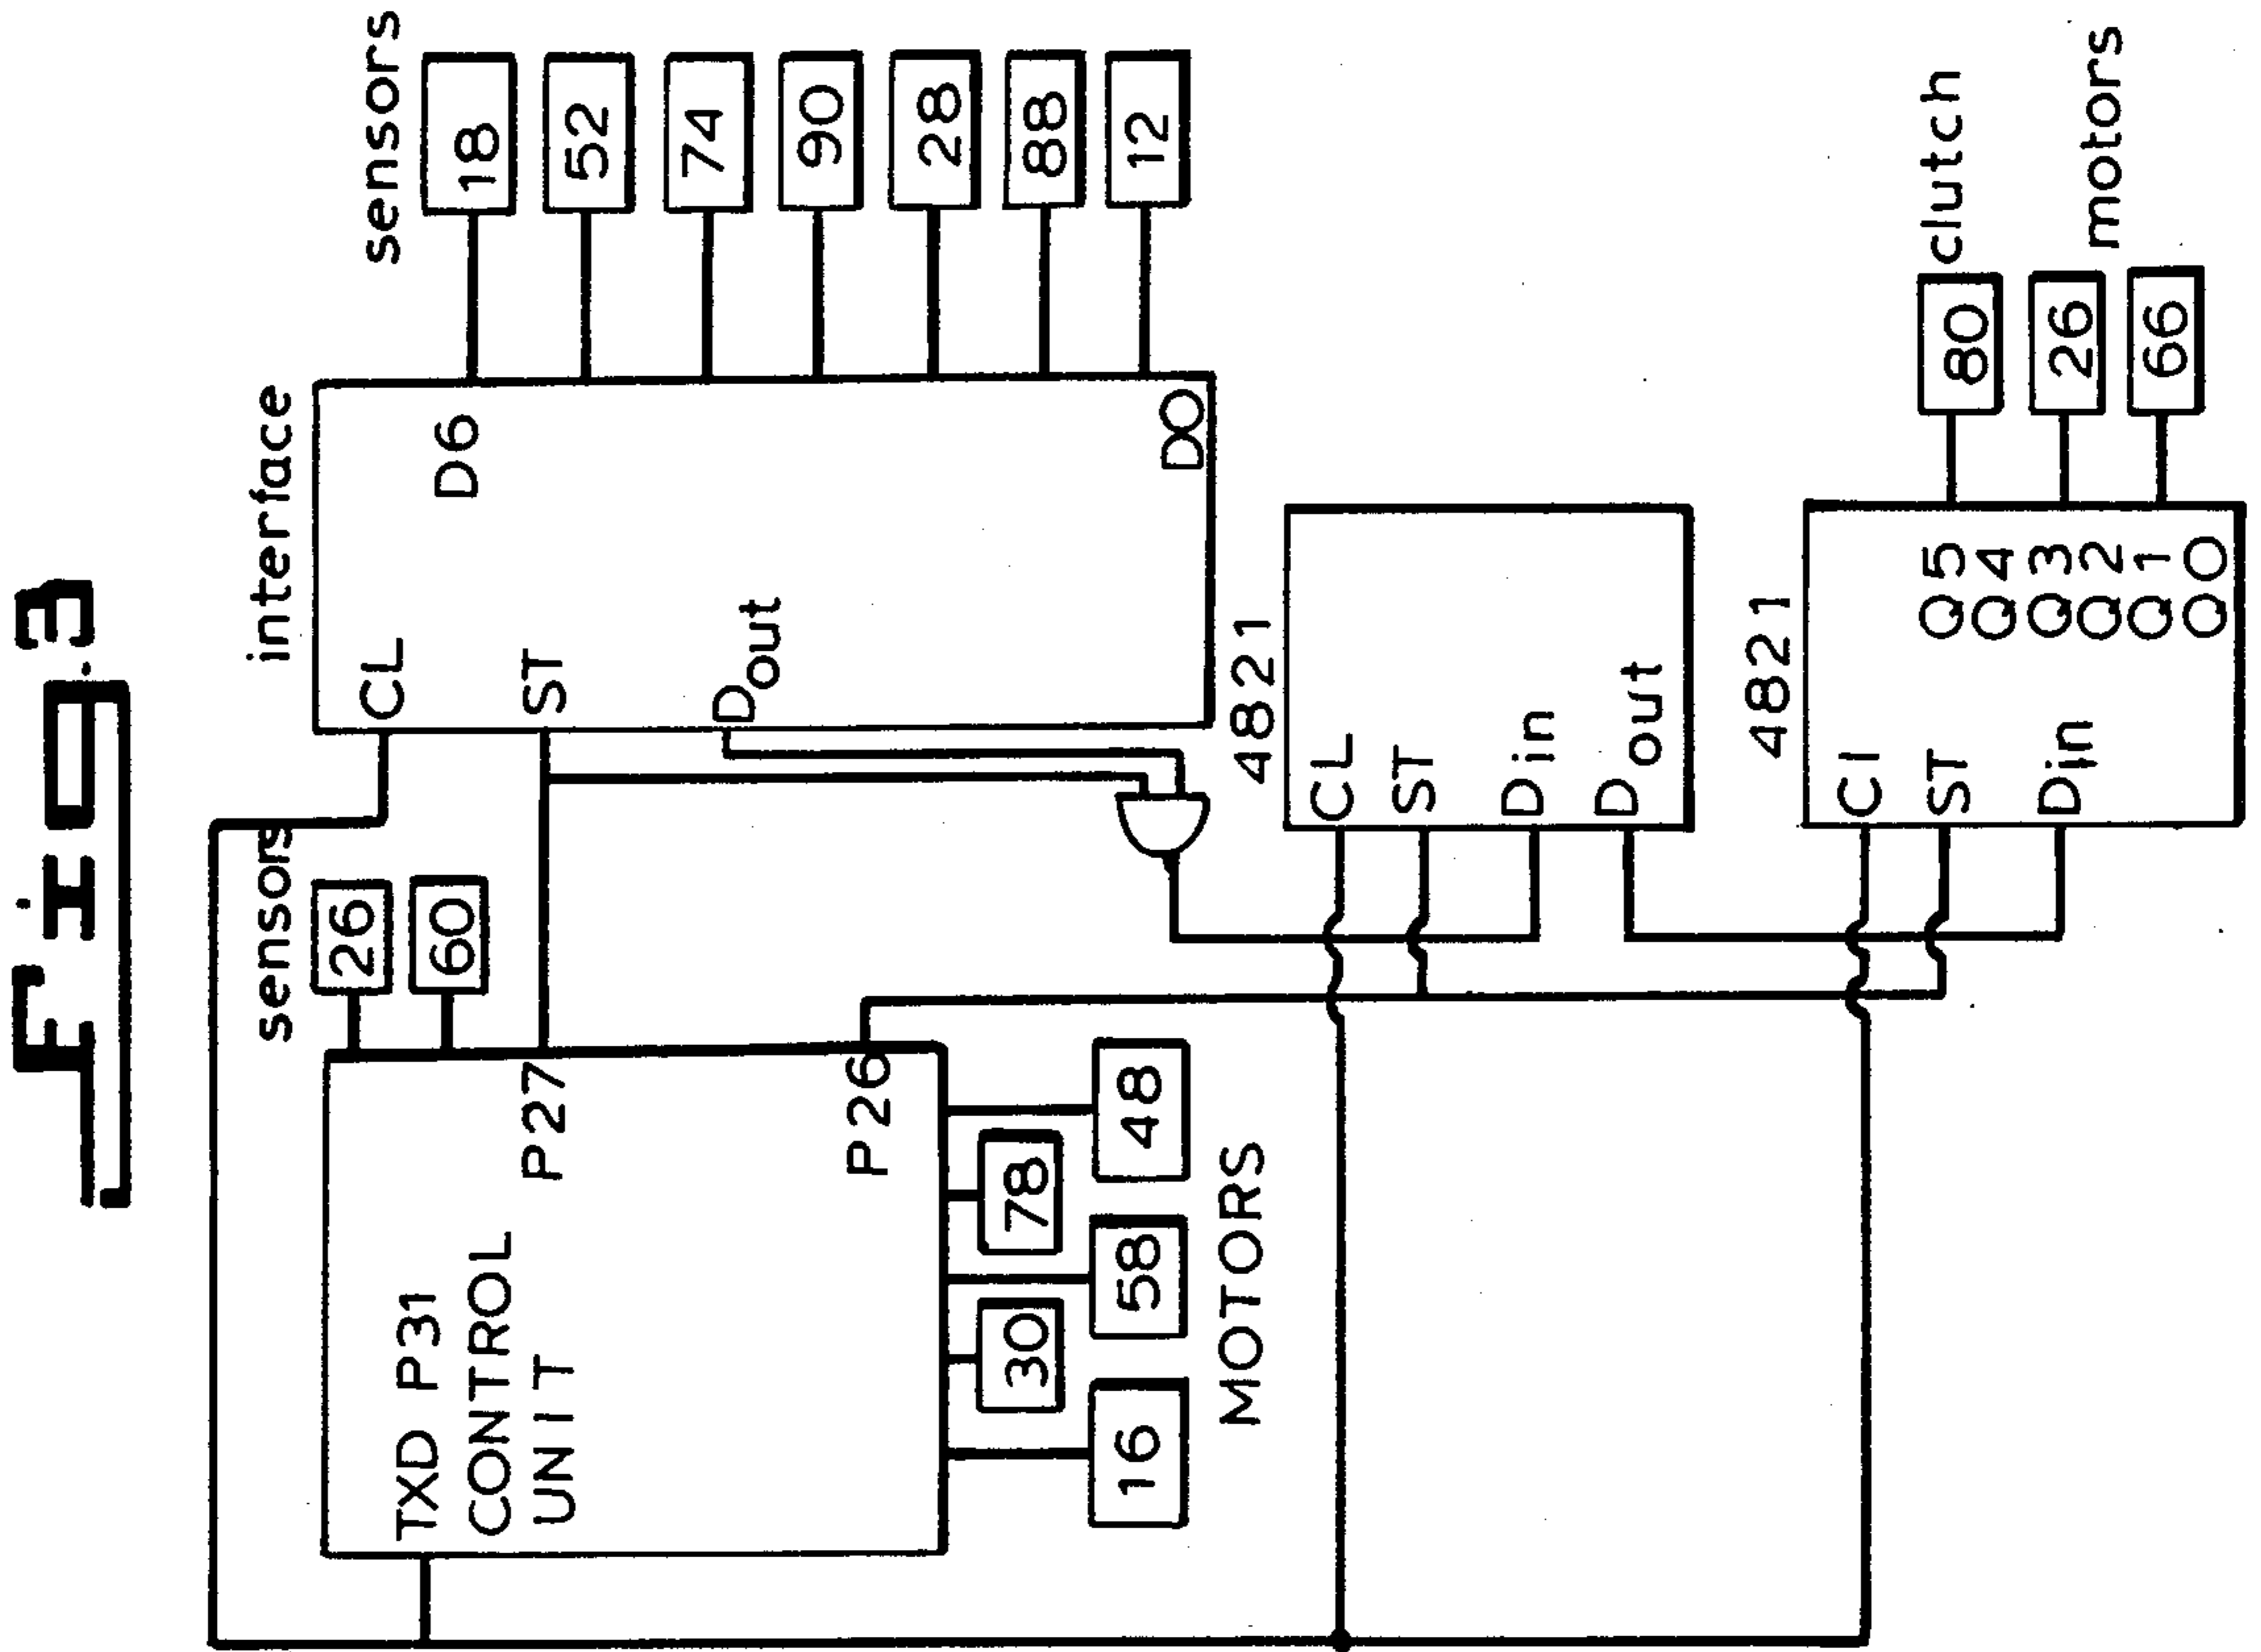 Fig.3
sensors
26
60
TXD P31
CONTROL
UNIT
P27
P26
16
30
58
78
48
MOTORS
interface
CL
ST
Dout
D6
DO
sensors
18
52
74
90
28
88
12
4821
CL
ST
Din
Dout
4821
Cl
ST
Din
Q5
Q4
Q3
Q2
Q1
QO
80
26
66
clutch
motors